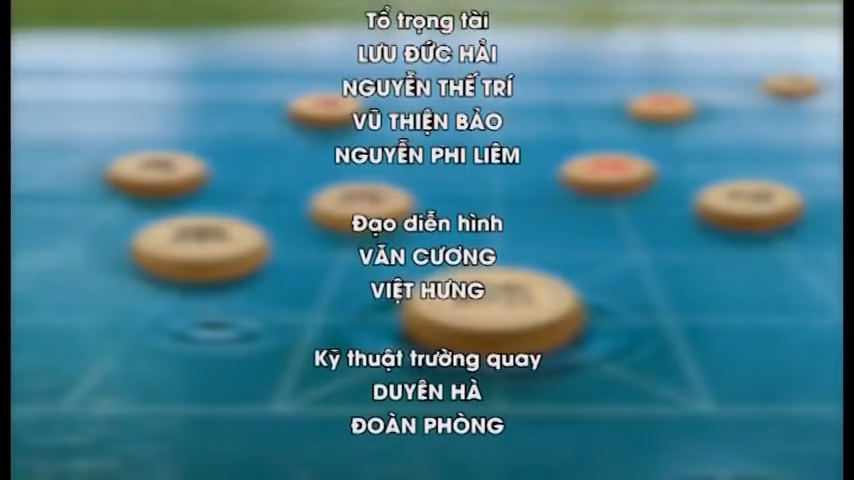 Tổ trọng tài
LƯU ĐỨC HẢI
NGUYỄN THẾ TRÍ
VŨ THIỆN BẢO
NGUYỄN PHI LIÊM
Đạo diễn hình
VĂN CƯƠNG
VIỆT HƯNG
Kỹ thuật trường quay
DUYÊN HÀ
ĐOÀN PHÒNG